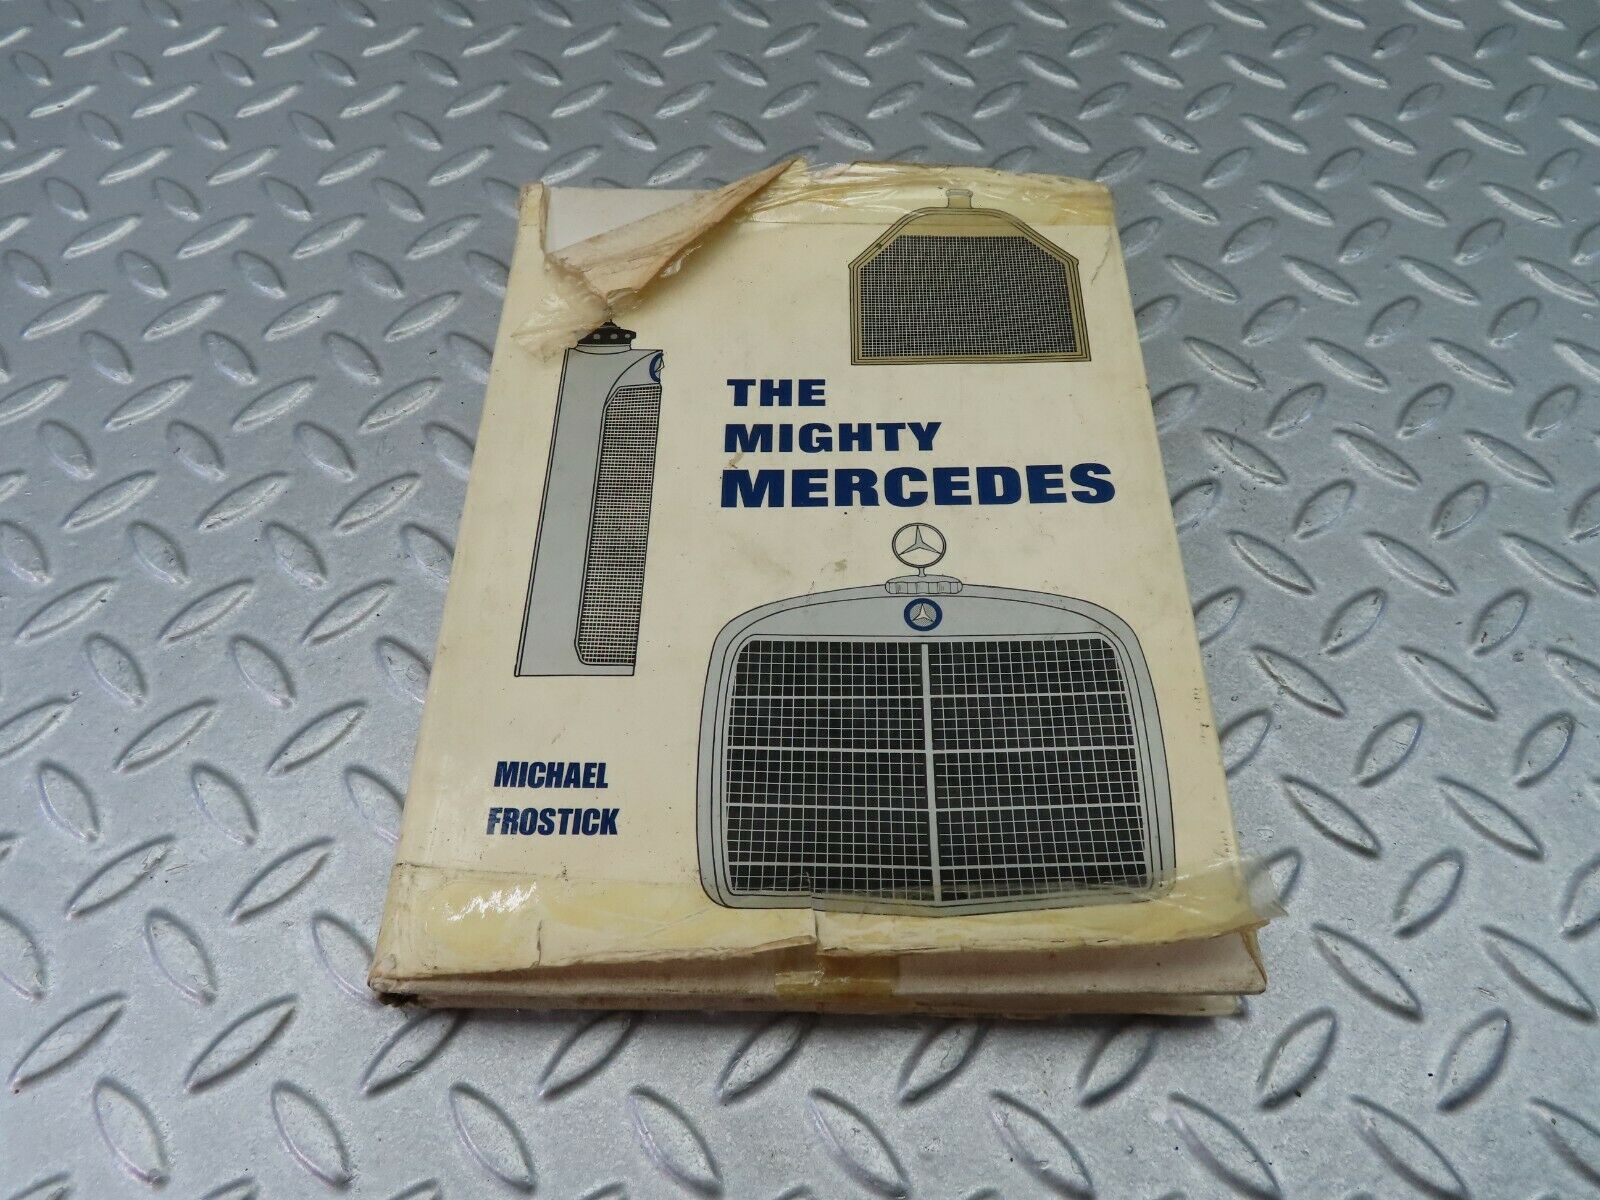 THE
MIGHTY
MERCEDES
MICHAEL
FROSTICK